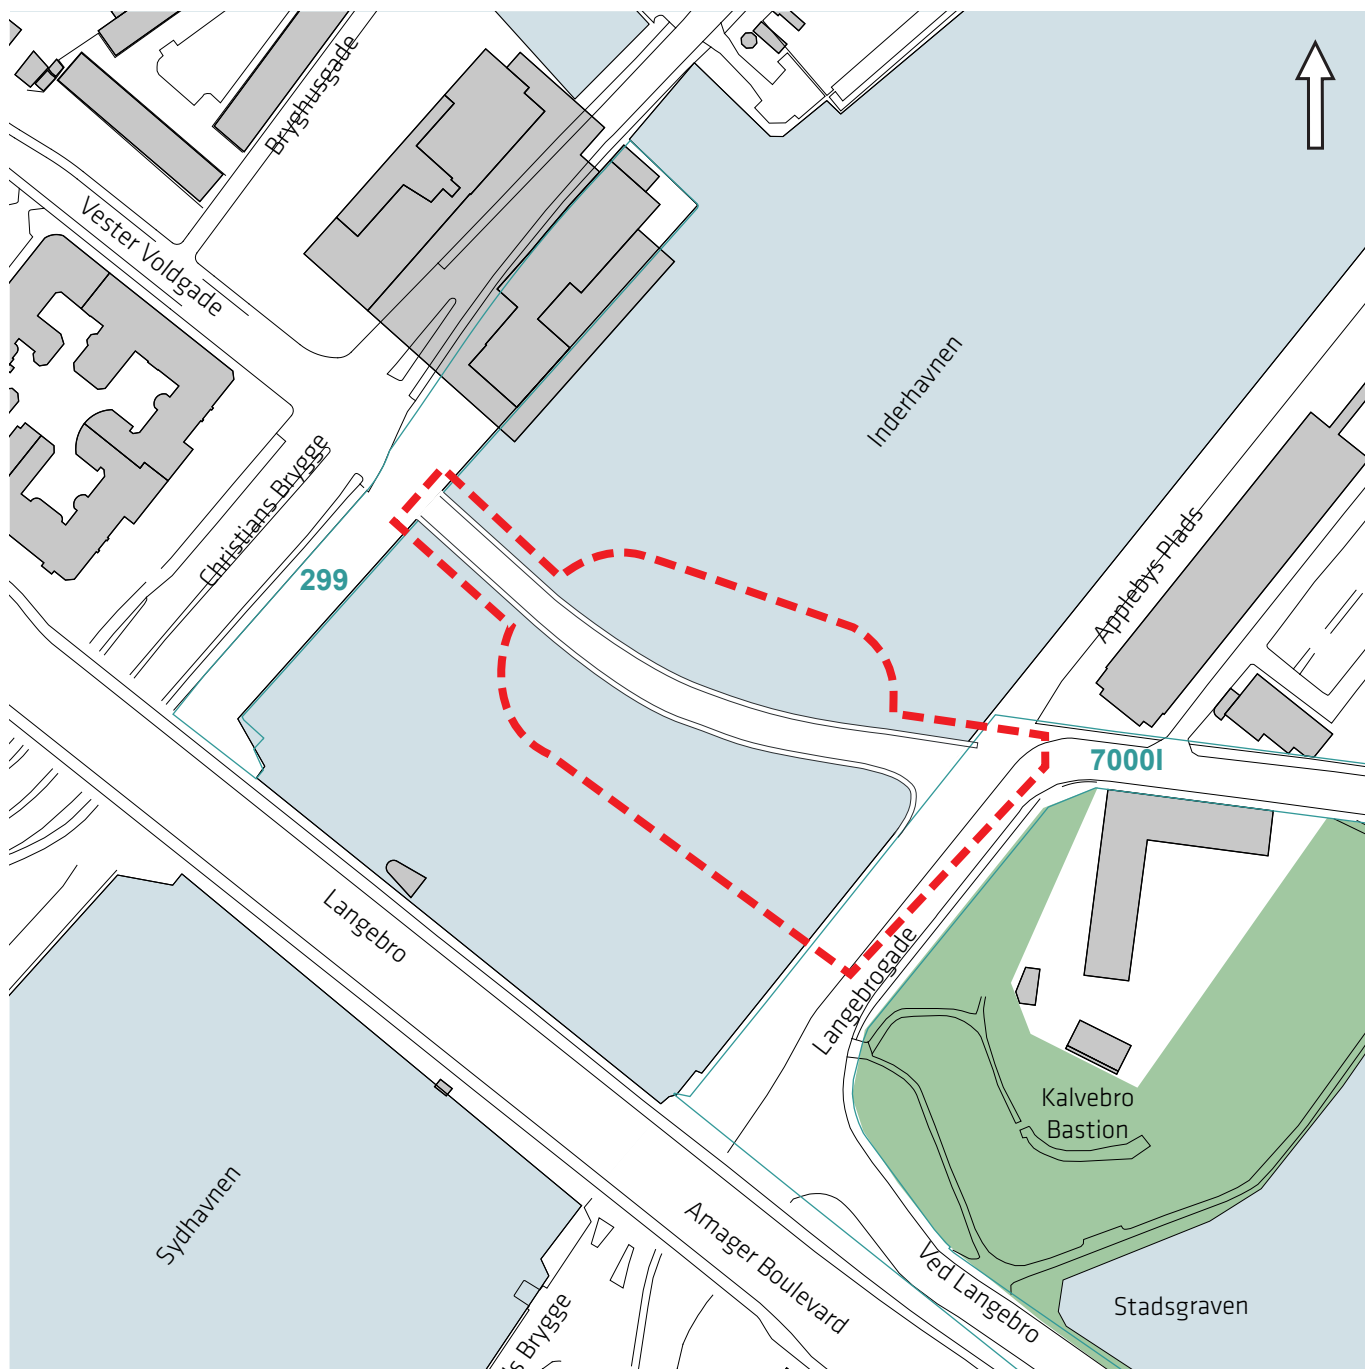 Bryghusgade
Vester Voldgade
Inderhavnen
Christians Brygge
299
Applebys Plads
7000l
Langebro
Langebrogade
Kalvebro
Bastion
Sydhavnen
Amager Boulevard
Ved Langebro
Stadsgraven
Brygge